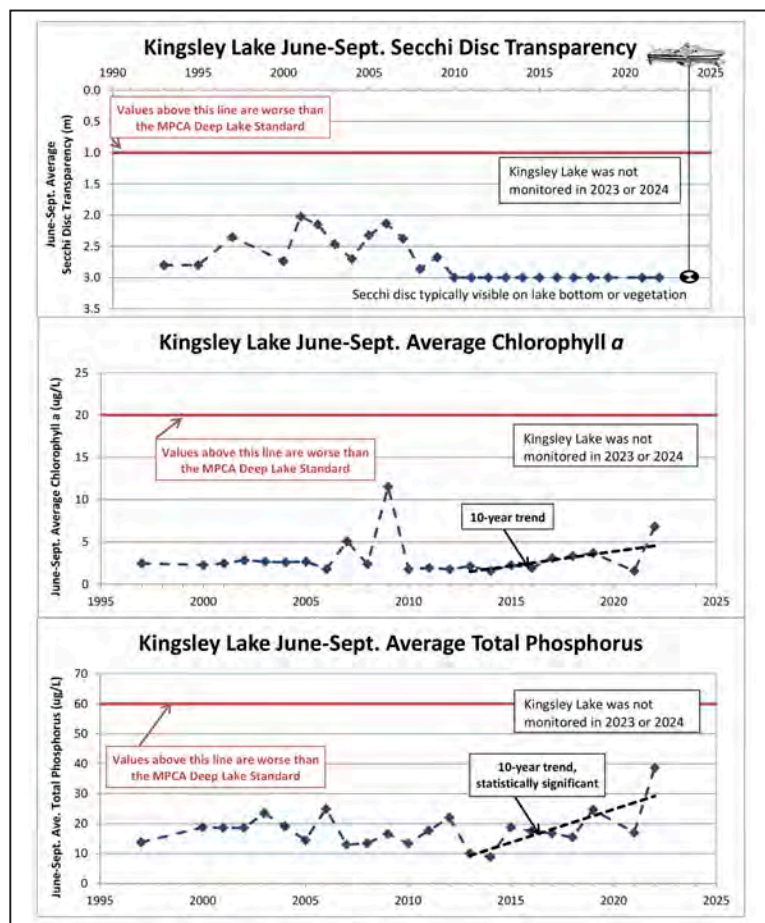 Kingsley Lake June-Sept. Secchi Disc Transparency
1990 1995 2000 2005 2010 2015 2020 2025
June-Sept. Average
Secchi Disc Transparency (m)
0.0
0.5
1.0
1.5
2.0
2.5
3.0
3.5
Values above this line are worse than
the MPCA Deep Lake Standard
Kingsley Lake was not
monitored in 2023 or 2024
Secchi disc typically visible on lake bottom or vegetation
Kingsley Lake June-Sept. Average Chlorophyll a
June-Sept. Average Chlorophyll a (ug/L)
25
20
15
10
5
0
Values above this line are worse than
the MPCA Deep Lake Standard
Kingsley Lake was not
monitored in 2023 or 2024
10-year trend
1995 2000 2005 2010 2015 2020 2025
Kingsley Lake June-Sept. Average Total Phosphorus
June-Sept. Ave. Total Phosphorus (ug/L)
70
60
50
40
30
20
10
0
Kingsley Lake was not
monitored in 2023 or 2024
Values above this line are worse than
the MPCA Deep Lake Standard
10-year trend,
statistically significant
1995 2000 2005 2010 2015 2020 2025